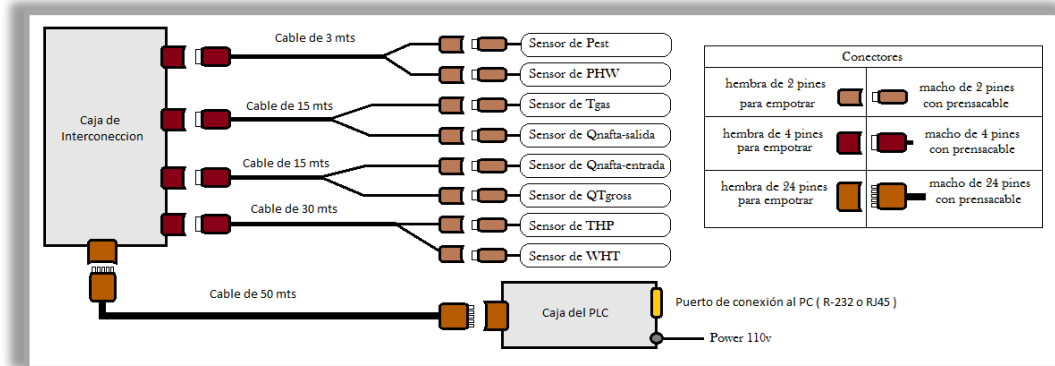 Cable de 3 mts
Sensor de Pest
Sensor de PHW
Cable de 15 mts
Sensor de Tgas
Sensor de Qnafta-salida
Caja de
Interconeccion
Cable de 15 mts
Sensor de Qnafta-entrada
Sensor de QTgross
Cable de 30 mts
Sensor de THP
Sensor de WHT
Cable de 50 mts
Caja del PLC
Puerto de conexión al PC ( R-232 o RJ45 )
Power 110v
Conectores
hembra de 2 pines
para empotrar
macho de 2 pines
con prensacable
hembra de 4 pines
para empotrar
macho de 4 pines
con prensacable
hembra de 24 pines
para empotrar
macho de 24 pines
con prensacable